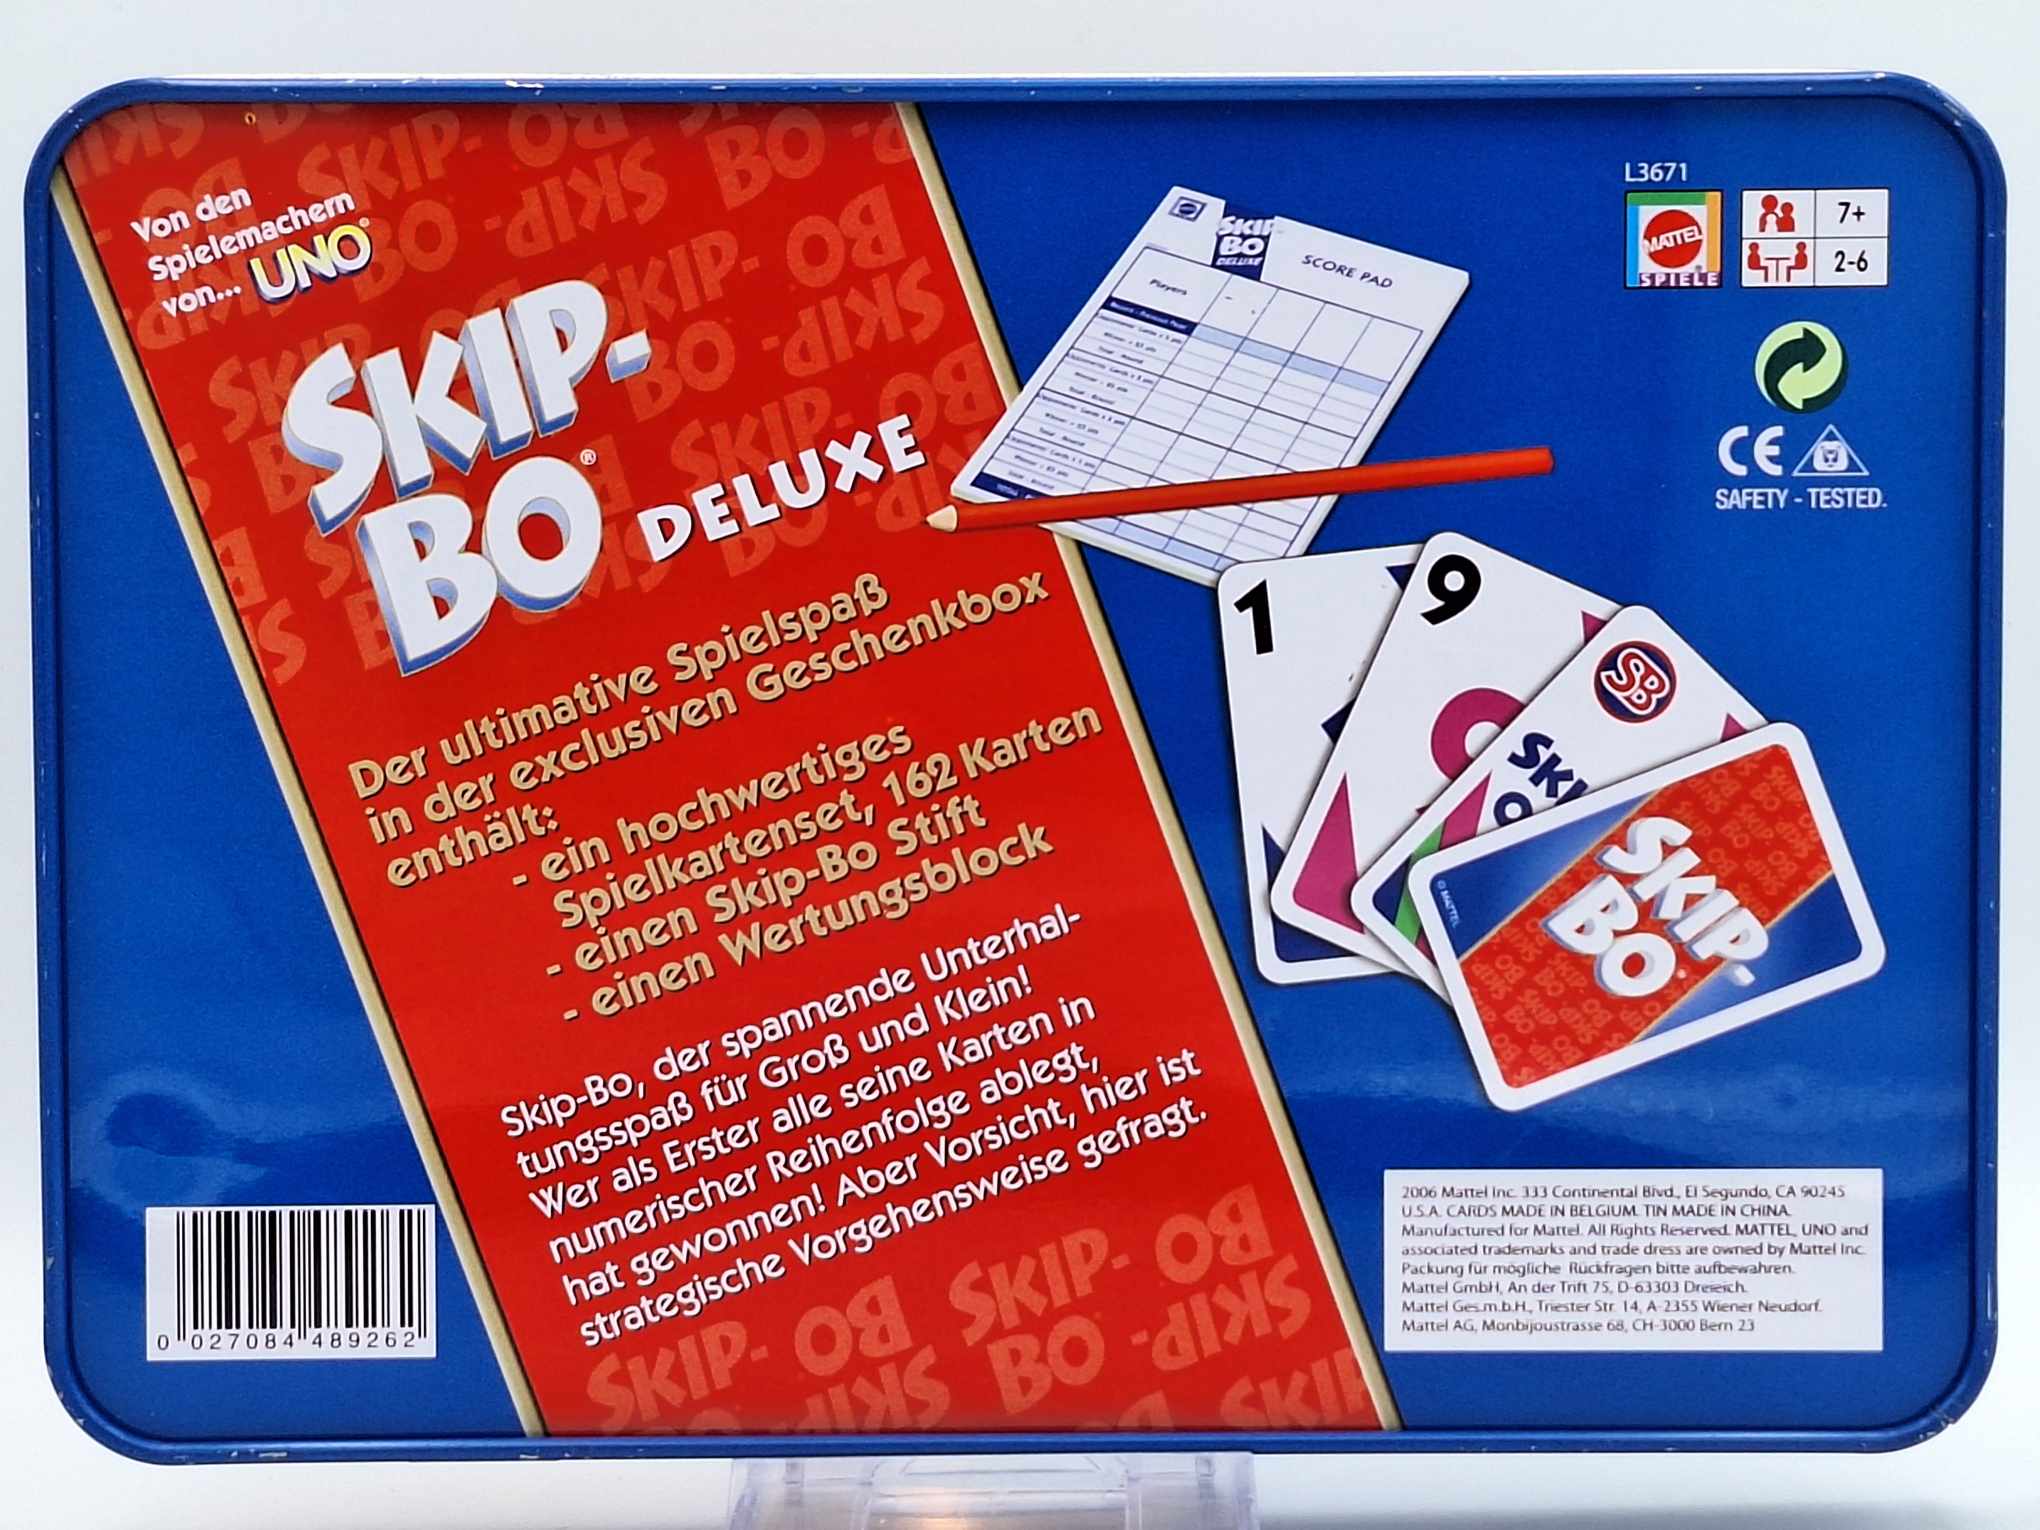 Von den
Spielemachern
von... UNO®
SKIP-
BO® DELUXE
Der ultimative Spielspaß
in der exclusiven Geschenkbox
enthält:
- ein hochwertiges
Spielkartenset, 162 Karten
- einen Skip-Bo Stift
- einen Wertungsblock
Skip-Bo, der spannende Unterhal-
tungsspaß für Groß und Klein!
Wer als Erster alle seine Karten in
numerischer Reihenfolge ablegt,
hat gewonnen! Aber Vorsicht, hier ist
strategische Vorgehensweise gefragt.
0 027084 489262
SKIP-
BO
DELUXE
SCORE PAD
Players
L3671
MATTEL
SPIELE
7+
2-6
CE
SAFETY - TESTED.
1
9
SB
SKI
© MATTEL
SKIP-
BO®
2006 Mattel Inc. 333 Continental Blvd., El Segundo, CA 90245
U.S.A. CARDS MADE IN BELGIUM. TIN MADE IN CHINA.
Manufactured for Mattel. All Rights Reserved. MATTEL, UNO and
associated trademarks and trade dress are owned by Mattel Inc.
Packung für mögliche Rückfragen bitte aufbewahren.
Mattel GmbH, An der Trift 75, D-63303 Dreieich.
Mattel Ges.m.b.H., Triester Str. 14, A-2355 Wiener Neudorf.
Mattel AG, Monbijoustrasse 68, CH-3000 Bern 23